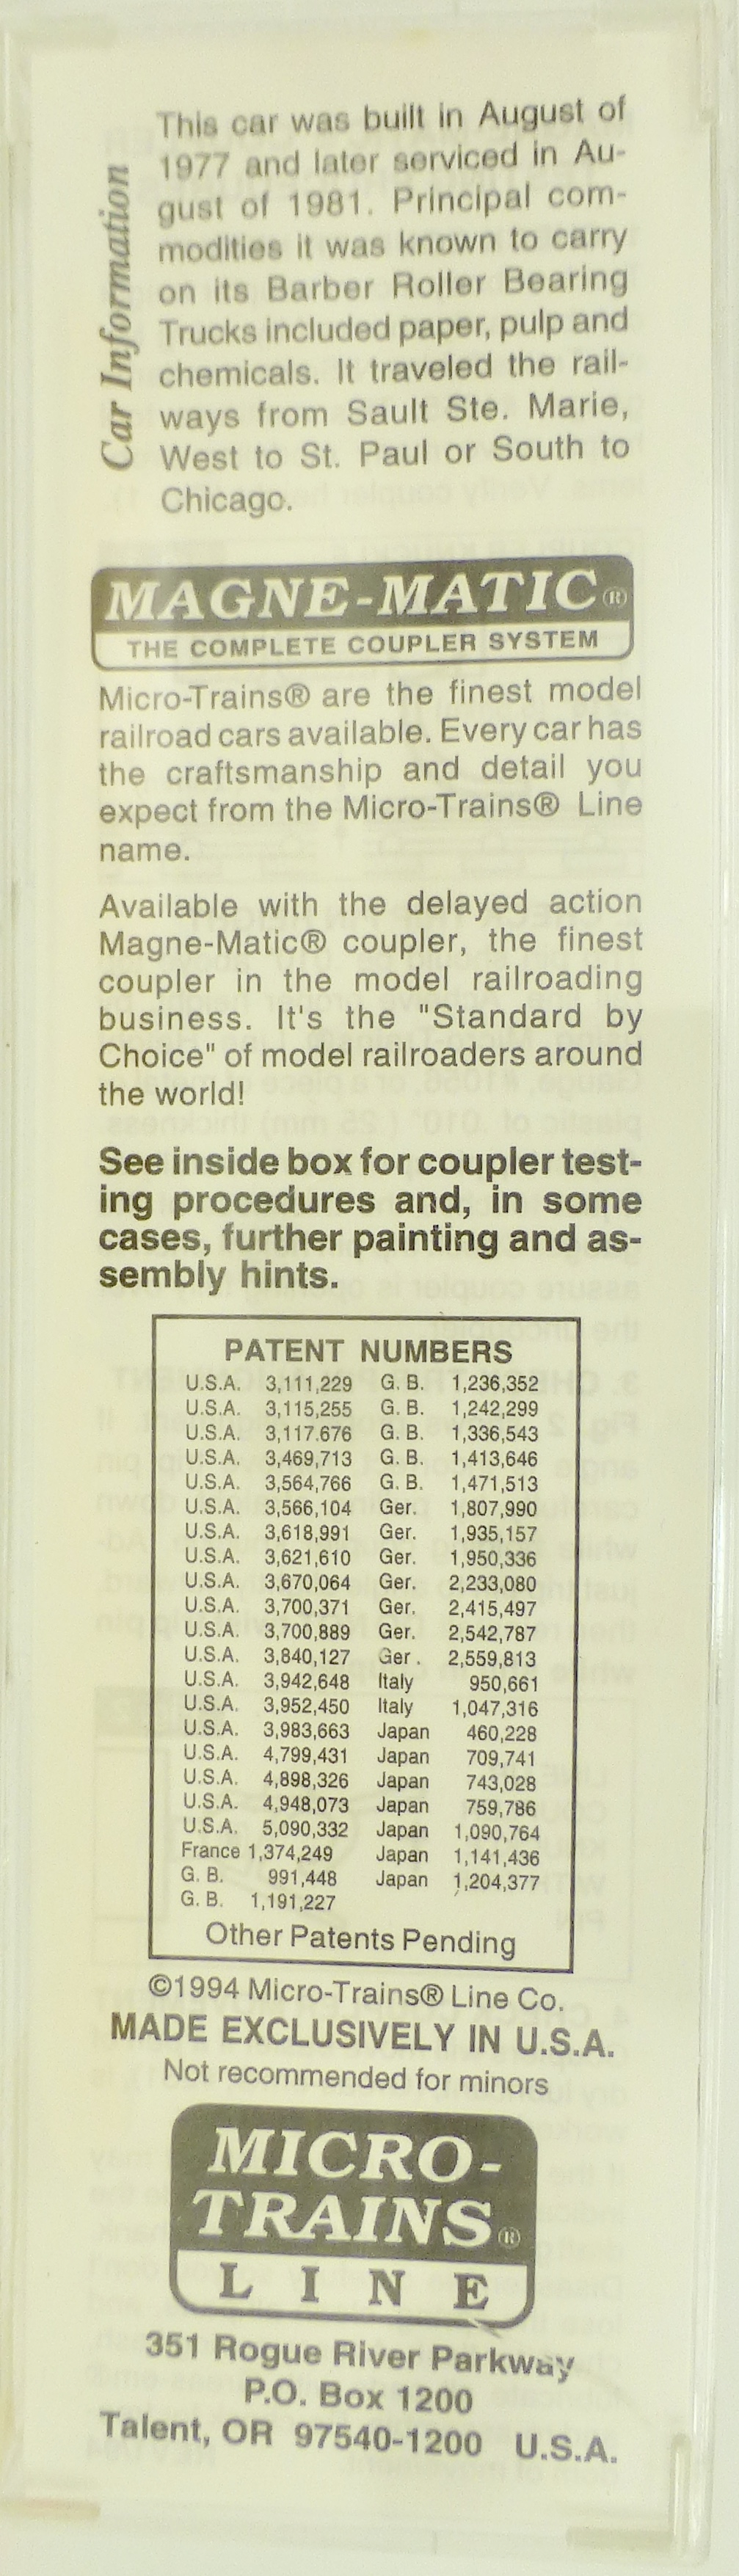 Car Information
This car was built in August of
1977 and later serviced in Au-
gust of 1981. Principal com-
modities it was known to carry
on its Barber Roller Bearing
Trucks included paper, pulp and
chemicals. It traveled the rail-
ways from Sault Ste. Marie,
West to St. Paul or South to
Chicago.
MAGNE-MATIC®
THE COMPLETE COUPLER SYSTEM
Micro-Trains® are the finest model
railroad cars available. Every car has
the craftsmanship and detail you
expect from the Micro-Trains® Line
name.
Available with the delayed action
Magne-Matic® coupler, the finest
coupler in the model railroading
business. It's the "Standard by
Choice" of model railroaders around
the world!
See inside box for coupler test-
ing procedures and, in some
cases, further painting and as-
sembly hints.
PATENT NUMBERS
U.S.A. 3,111,229 G. B. 1,236,352
U.S.A. 3,115,255 G. B. 1,242,299
U.S.A. 3,117.676 G. B. 1,336,543
U.S.A. 3,469,713 G. B. 1,413,646
U.S.A. 3,564,766 G. B. 1,471,513
U.S.A. 3,566,104 Ger. 1,807,990
U.S.A. 3,618,991 Ger. 1,935,157
U.S.A. 3,621,610 Ger. 1,950,336
U.S.A. 3,670,064 Ger. 2,233,080
U.S.A. 3,700,371 Ger. 2,415,497
U.S.A. 3,700,889 Ger. 2,542,787
U.S.A. 3,840,127 Ger . 2,559,813
U.S.A. 3,942,648 Italy 950,661
U.S.A. 3,952,450 Italy 1,047,316
U.S.A. 3,983,663 Japan 460,228
U.S.A. 4,799,431 Japan 709,741
U.S.A. 4,898,326 Japan 743,028
U.S.A. 4,948,073 Japan 759,786
U.S.A. 5,090,332 Japan 1,090,764
France 1,374,249 Japan 1,141,436
G. B. 991,448 Japan 1,204,377
G. B. 1,191,227
Other Patents Pending
©1994 Micro-Trains® Line Co.
MADE EXCLUSIVELY IN U.S.A.
Not recommended for minors
MICRO-
TRAINS®
LINE
351 Rogue River Parkway
P.O. Box 1200
Talent, OR 97540-1200 U.S.A.